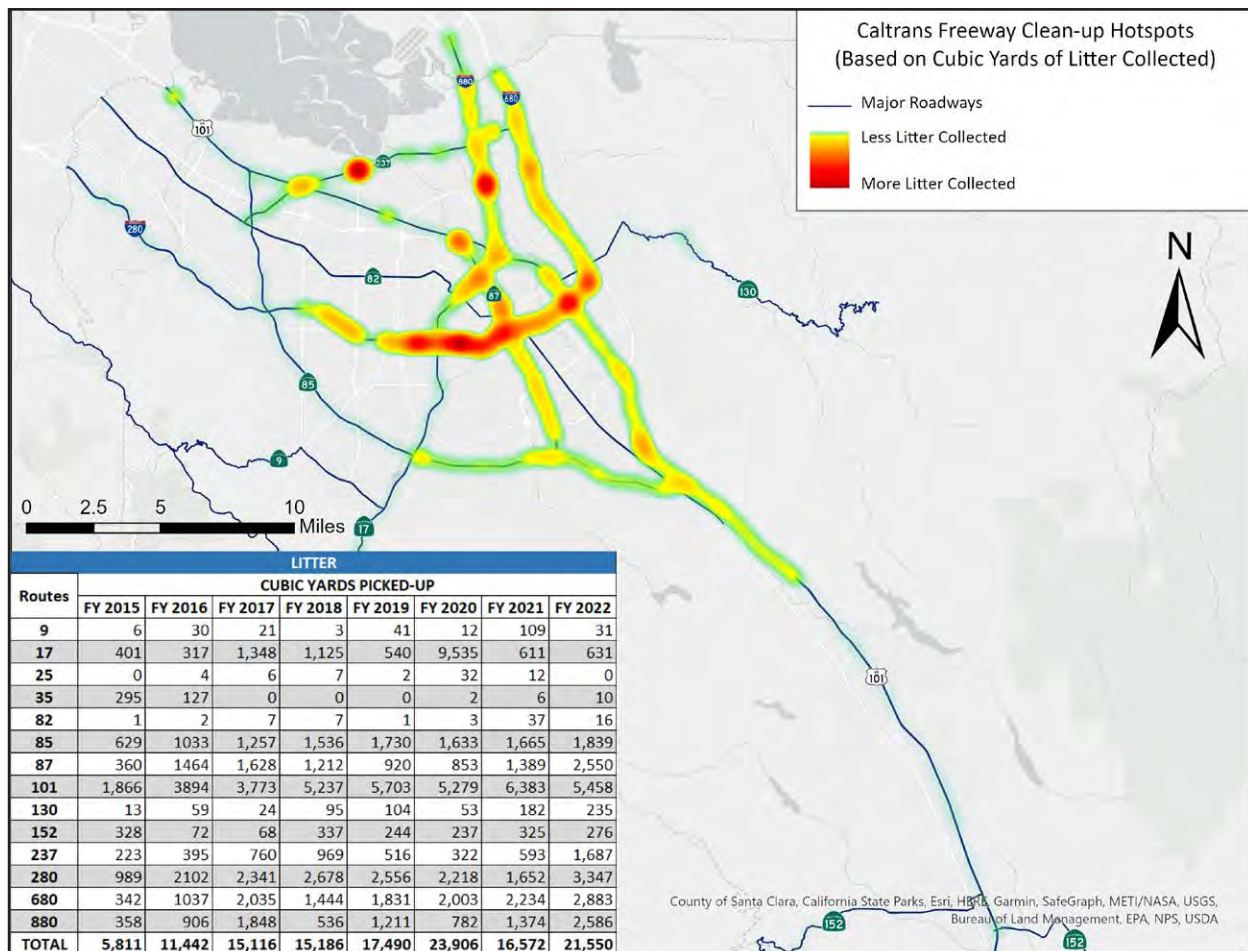 Caltrans Freeway Clean-up Hotspots
(Based on Cubic Yards of Litter Collected)
Major Roadways
Less Litter Collected
More Litter Collected
N
880
680
101
237
280
82
87
130
85
9
17
101
152
152
0 2.5 5 10
Miles
LITTER
Routes CUBIC YARDS PICKED-UP
FY 2015 FY 2016 FY 2017 FY 2018 FY 2019 FY 2020 FY 2021 FY 2022
9 6 30 21 3 41 12 109 31
17 401 317 1,348 1,125 540 9,535 611 631
25 0 4 6 7 2 32 12 0
35 295 127 0 0 0 2 6 10
82 1 2 7 7 1 3 37 16
85 629 1033 1,257 1,536 1,730 1,633 1,665 1,839
87 360 1464 1,628 1,212 920 853 1,389 2,550
101 1,866 3894 3,773 5,237 5,703 5,279 6,383 5,458
130 13 59 24 95 104 53 182 235
152 328 72 68 337 244 237 325 276
237 223 395 760 969 516 322 593 1,687
280 989 2102 2,341 2,678 2,556 2,218 1,652 3,347
680 342 1037 2,035 1,444 1,831 2,003 2,234 2,883
880 358 906 1,848 536 1,211 782 1,374 2,586
TOTAL 5,811 11,442 15,116 15,186 17,490 23,906 16,572 21,550
County of Santa Clara, California State Parks, Esri, HERE, Garmin, SafeGraph, METI/NASA, USGS,
Bureau of Land Management, EPA, NPS, USDA